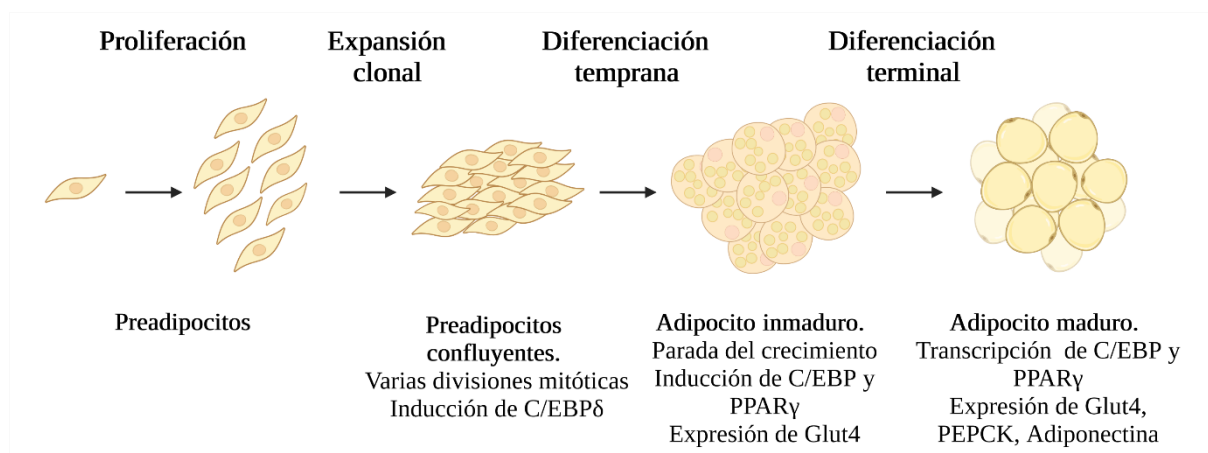 Proliferación
Expansión
clonal
Diferenciación
temprana
Diferenciación
terminal
Preadipocitos
Preadipocitos
confluyentes.
Varias divisiones mitóticas
Inducción de C/EBPδ
Adipocito inmaduro.
Parada del crecimiento
Inducción de C/EBP y
PPARγ
Expresión de Glut4
Adipocito maduro.
Transcripción de C/EBP y
PPARγ
Expresión de Glut4,
PEPCK, Adiponectina